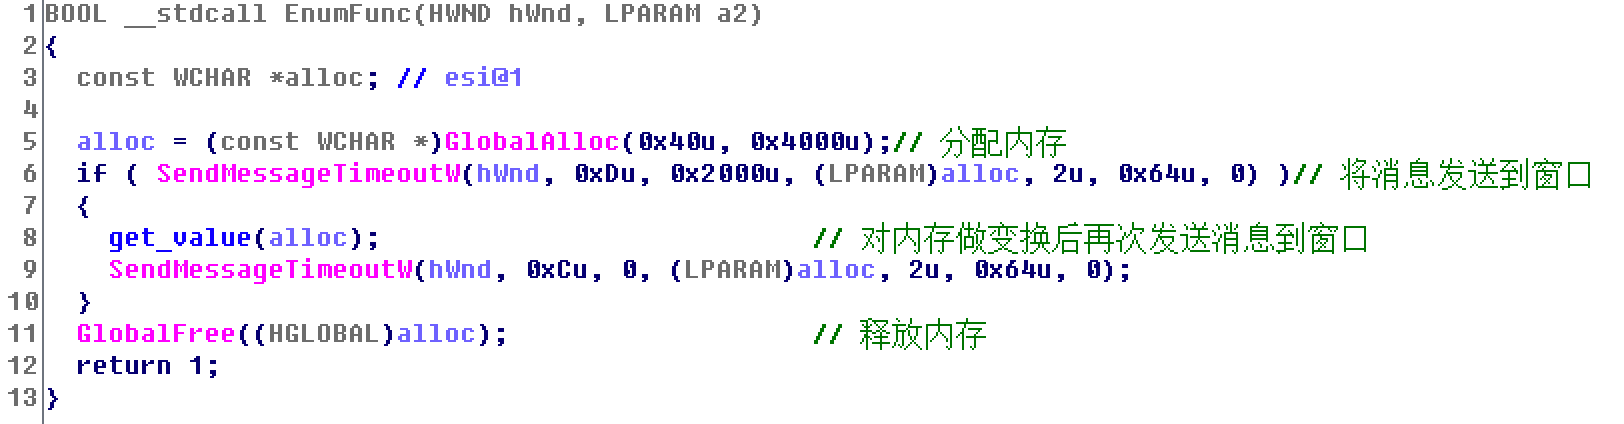 1 BOOL __stdcall EnumFunc(HWND hWnd, LPARAM a2)
2 {
3   const WCHAR *alloc; // esi@1
4
5   alloc = (const WCHAR *)GlobalAlloc(0x40u, 0x4000u);// 分配内存
6   if ( SendMessageTimeoutW(hWnd, 0xDu, 0x2000u, (LPARAM)alloc, 2u, 0x64u, 0) )// 将消息发送到窗口
7   {
8     get_value(alloc);                           // 对内存做变换后再次发送消息到窗口
9     SendMessageTimeoutW(hWnd, 0xCu, 0, (LPARAM)alloc, 2u, 0x64u, 0);
10   }
11   GlobalFree((HGLOBAL)alloc);                   // 释放内存
12   return 1;
13 }